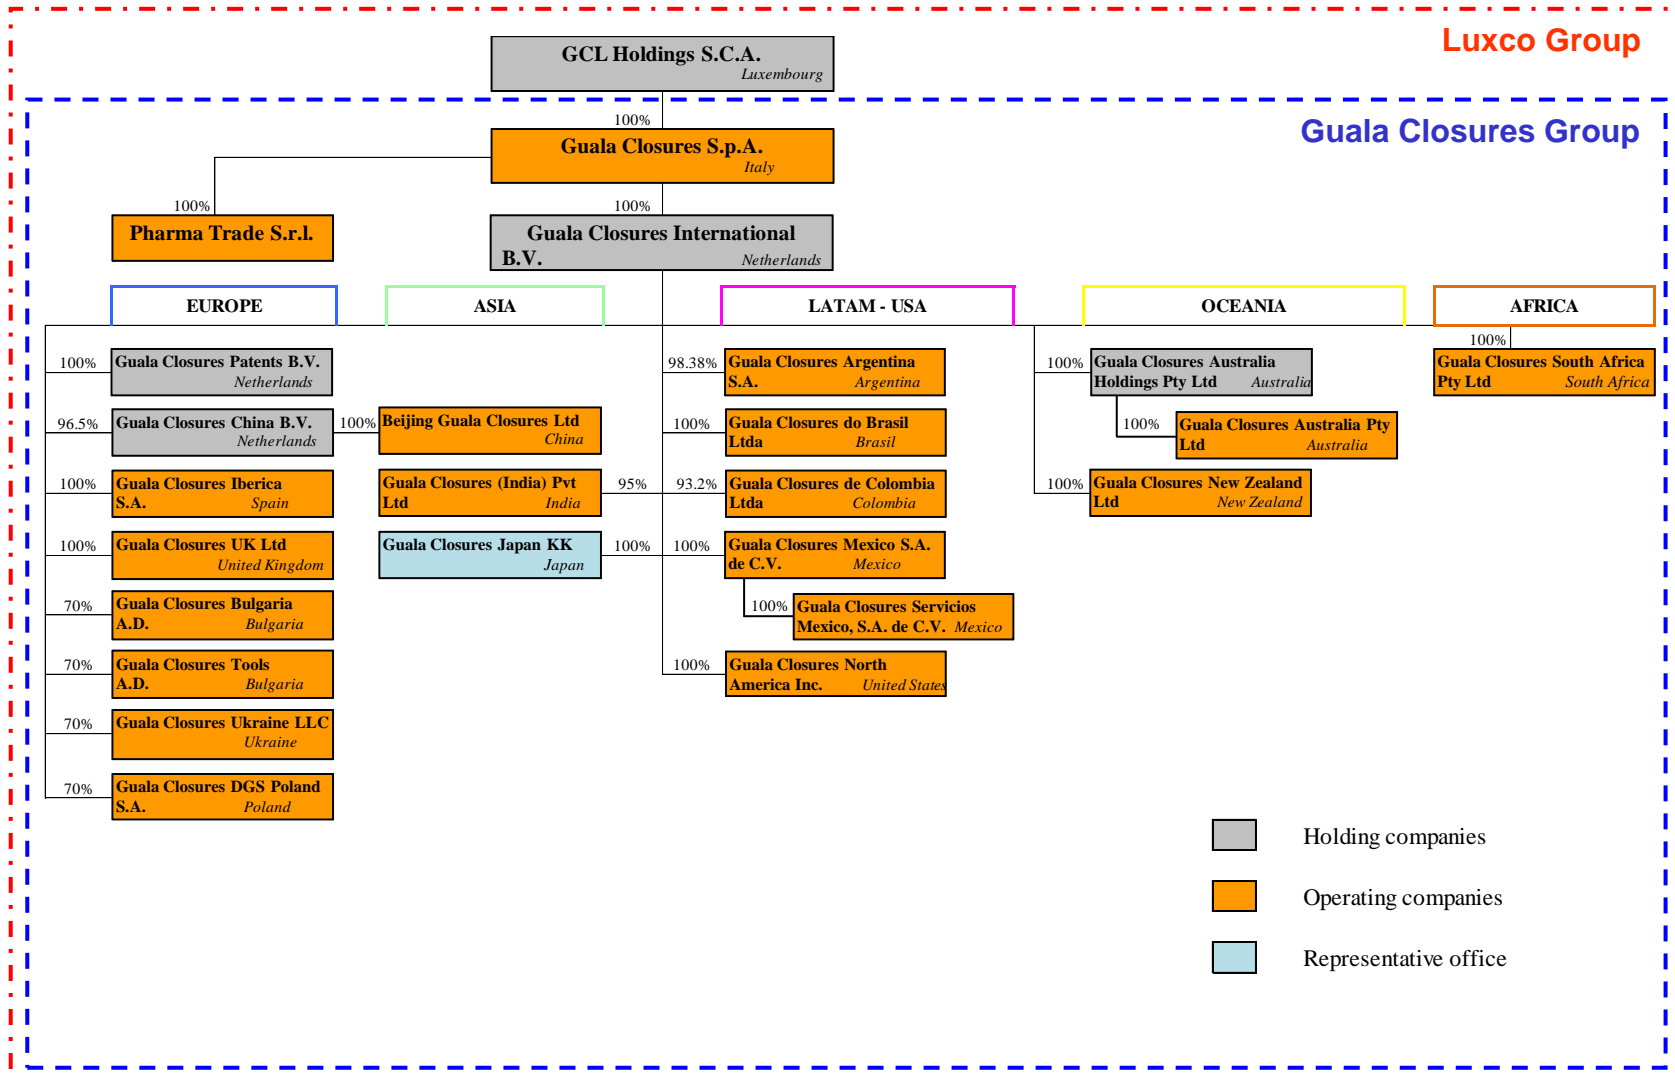 Luxco Group
GCL Holdings S.C.A.
Luxembourg
100%
Guala Closures Group
Guala Closures S.p.A.
Italy
100%
100%
Pharma Trade S.r.l.
Guala Closures International
B.V. Netherlands
EUROPE
ASIA
LATAM - USA
OCEANIA
AFRICA
100%
Guala Closures Patents B.V.
Netherlands
96.5%
Guala Closures China B.V.
Netherlands
100%
Guala Closures Iberica
S.A. Spain
100%
Guala Closures UK Ltd
United Kingdom
70%
Guala Closures Bulgaria
A.D. Bulgaria
70%
Guala Closures Tools
A.D. Bulgaria
70%
Guala Closures Ukraine LLC
Ukraine
70%
Guala Closures DGS Poland
S.A. Poland
100%
Beijing Guala Closures Ltd
China
Guala Closures (India) Pvt
Ltd India
95%
Guala Closures Japan KK
Japan
100%
98.38%
Guala Closures Argentina
S.A. Argentina
100%
Guala Closures do Brasil
Ltda Brasil
93.2%
Guala Closures de Colombia
Ltda Colombia
100%
Guala Closures Mexico S.A.
de C.V. Mexico
100%
Guala Closures Servicios
Mexico, S.A. de C.V. Mexico
100%
Guala Closures North
America Inc. United States
100%
Guala Closures Australia
Holdings Pty Ltd Australia
100%
Guala Closures Australia Pty
Ltd Australia
100%
Guala Closures New Zealand
Ltd New Zealand
100%
Guala Closures South Africa
Pty Ltd South Africa
Holding companies
Operating companies
Representative office